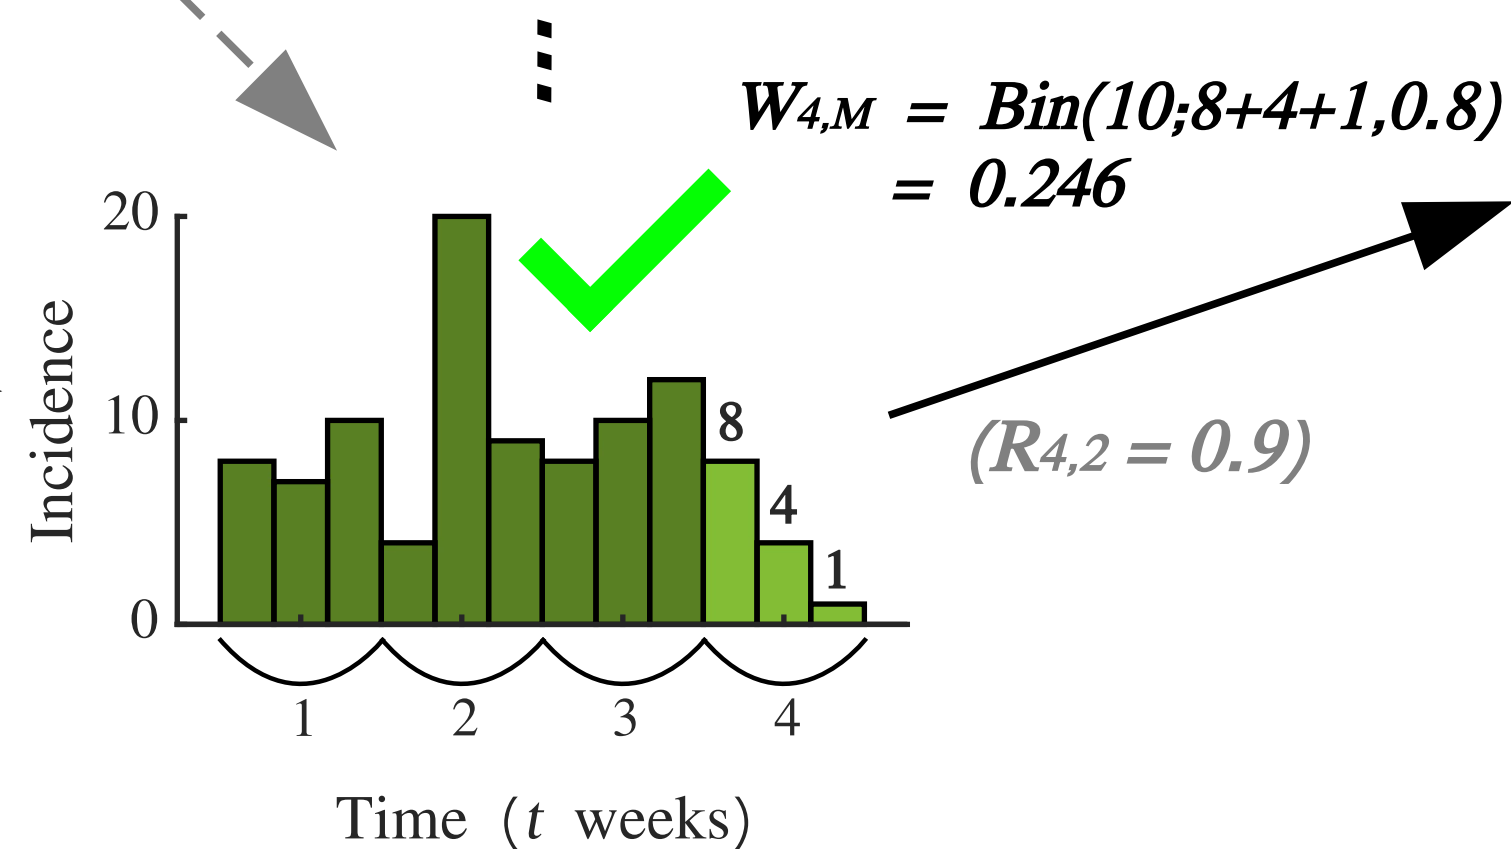 W4,M = Bin(10;8+4+1,0.8)
= 0.246
20
10
0
Incidence
8
4
1
(R4,2 = 0.9)
1 2 3 4
Time (t weeks)